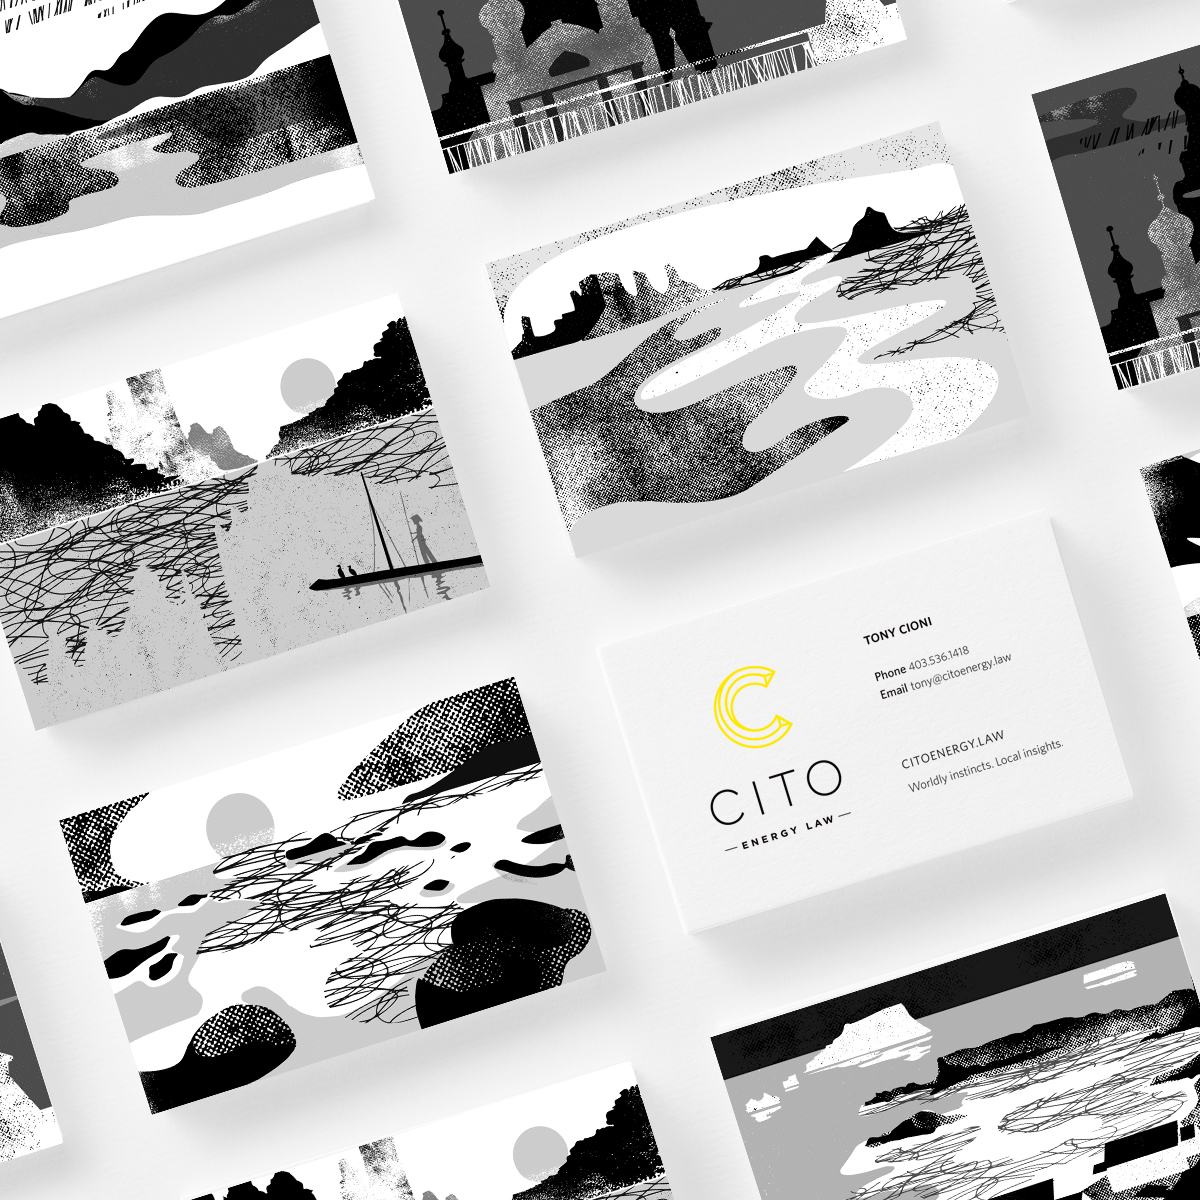 C
CITO
— ENERGY LAW —
TONY CIONI
Phone 403.536.1418
Email tony@citoenergy.law
CITOENERGY.LAW
Worldly instincts. Local insights.